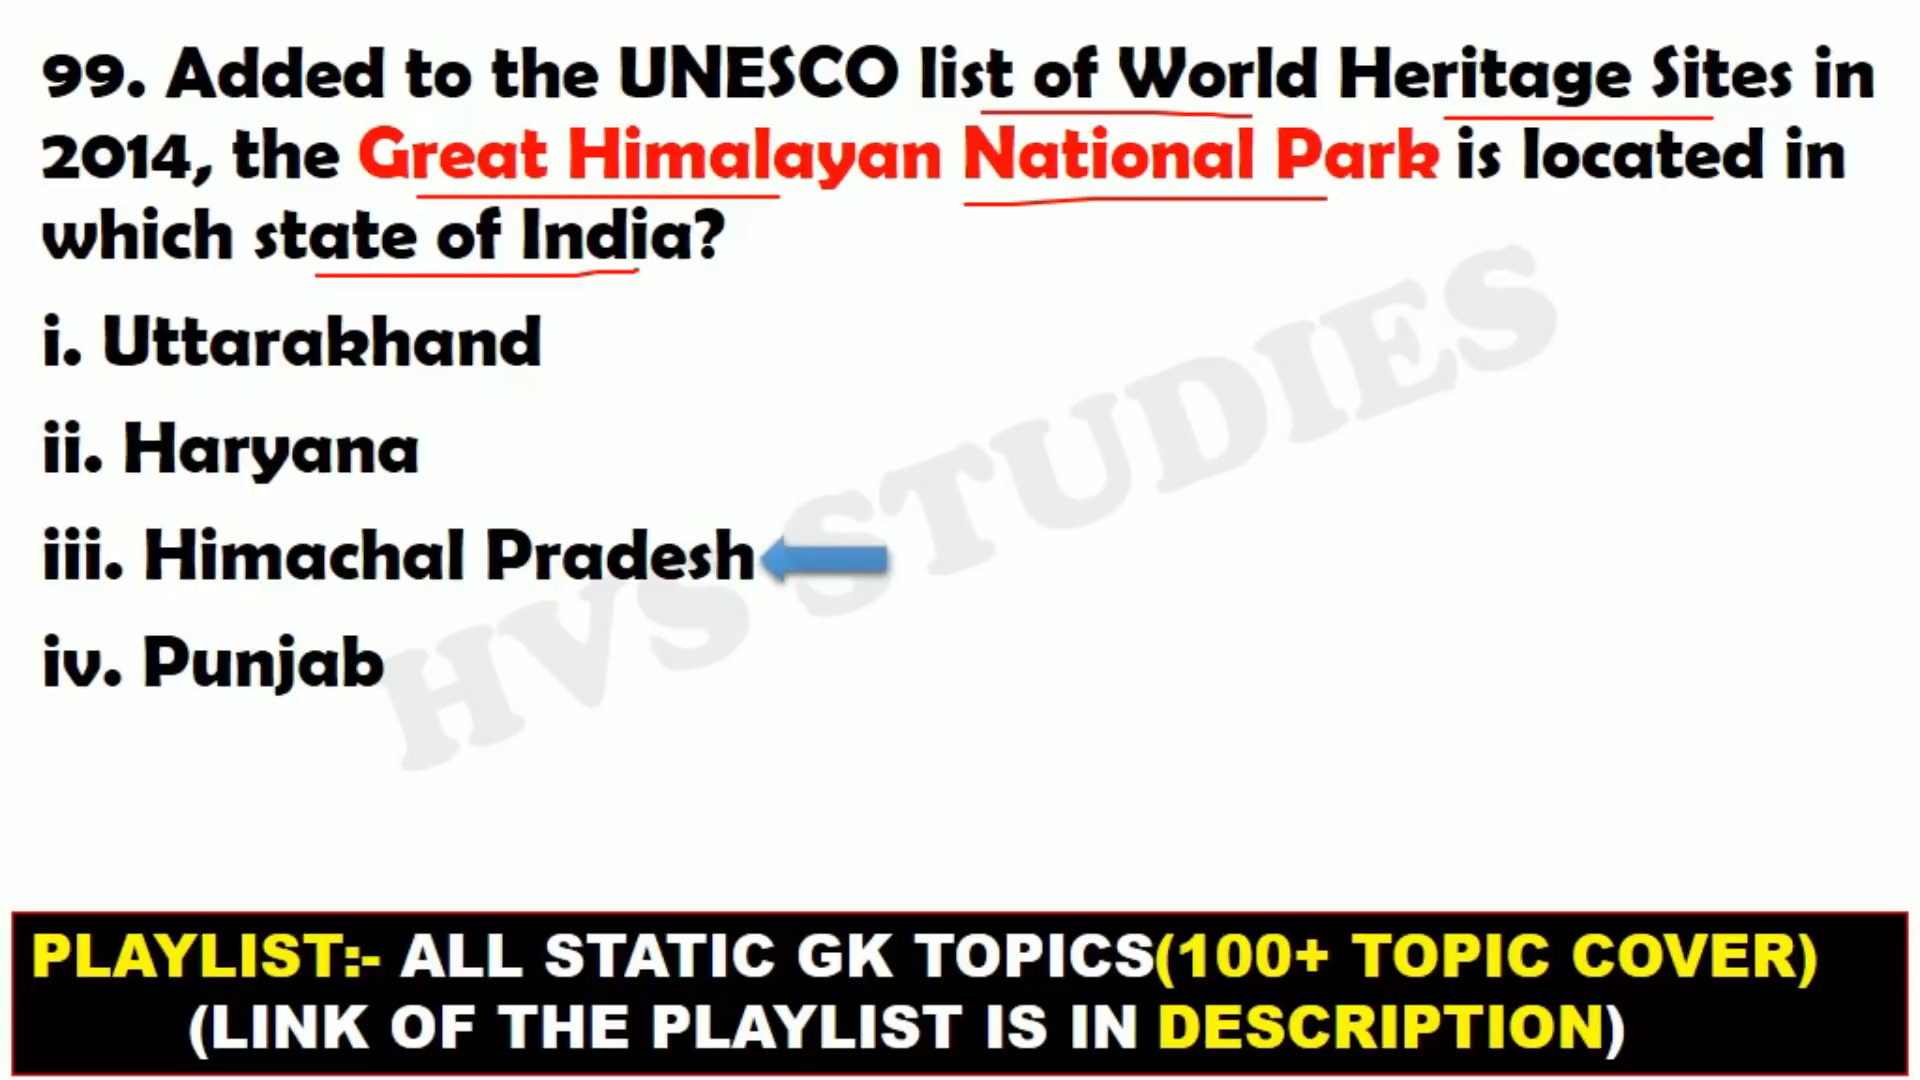 99. Added to the UNESCO list of World Heritage Sites in
2014, the Great Himalayan National Park is located in
which state of India?
i. Uttarakhand
ii. Haryana
iii. Himachal Pradesh
iv. Punjab
HVS STUDIES
PLAYLIST:- ALL STATIC GK TOPICS(100+ TOPIC COVER)
(LINK OF THE PLAYLIST IS IN DESCRIPTION)